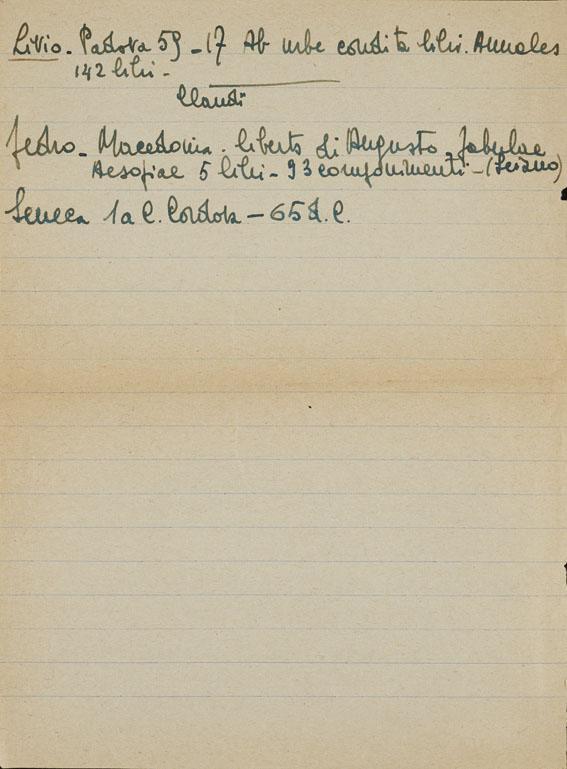 Livio - Padova 59 - 17 Ab urbe condita libri. Annales
142 libri -
Claudi
Fedro - Macedonia. liberto di Augusto - Fabulae
Aesopiae 5 libri - 93 componimenti - (Seiano)
Seneca 1 a C. Cordova - 65 d. C.